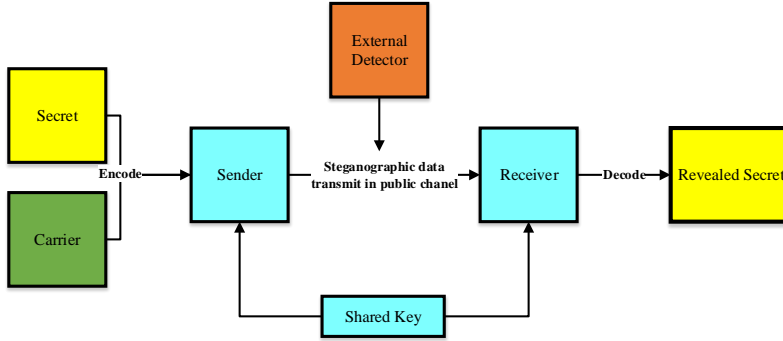 External
Detector
Secret
Encode
Sender
Steganographic data
transmit in public chanel
Receiver
Decode
Revealed Secret
Carrier
Shared Key